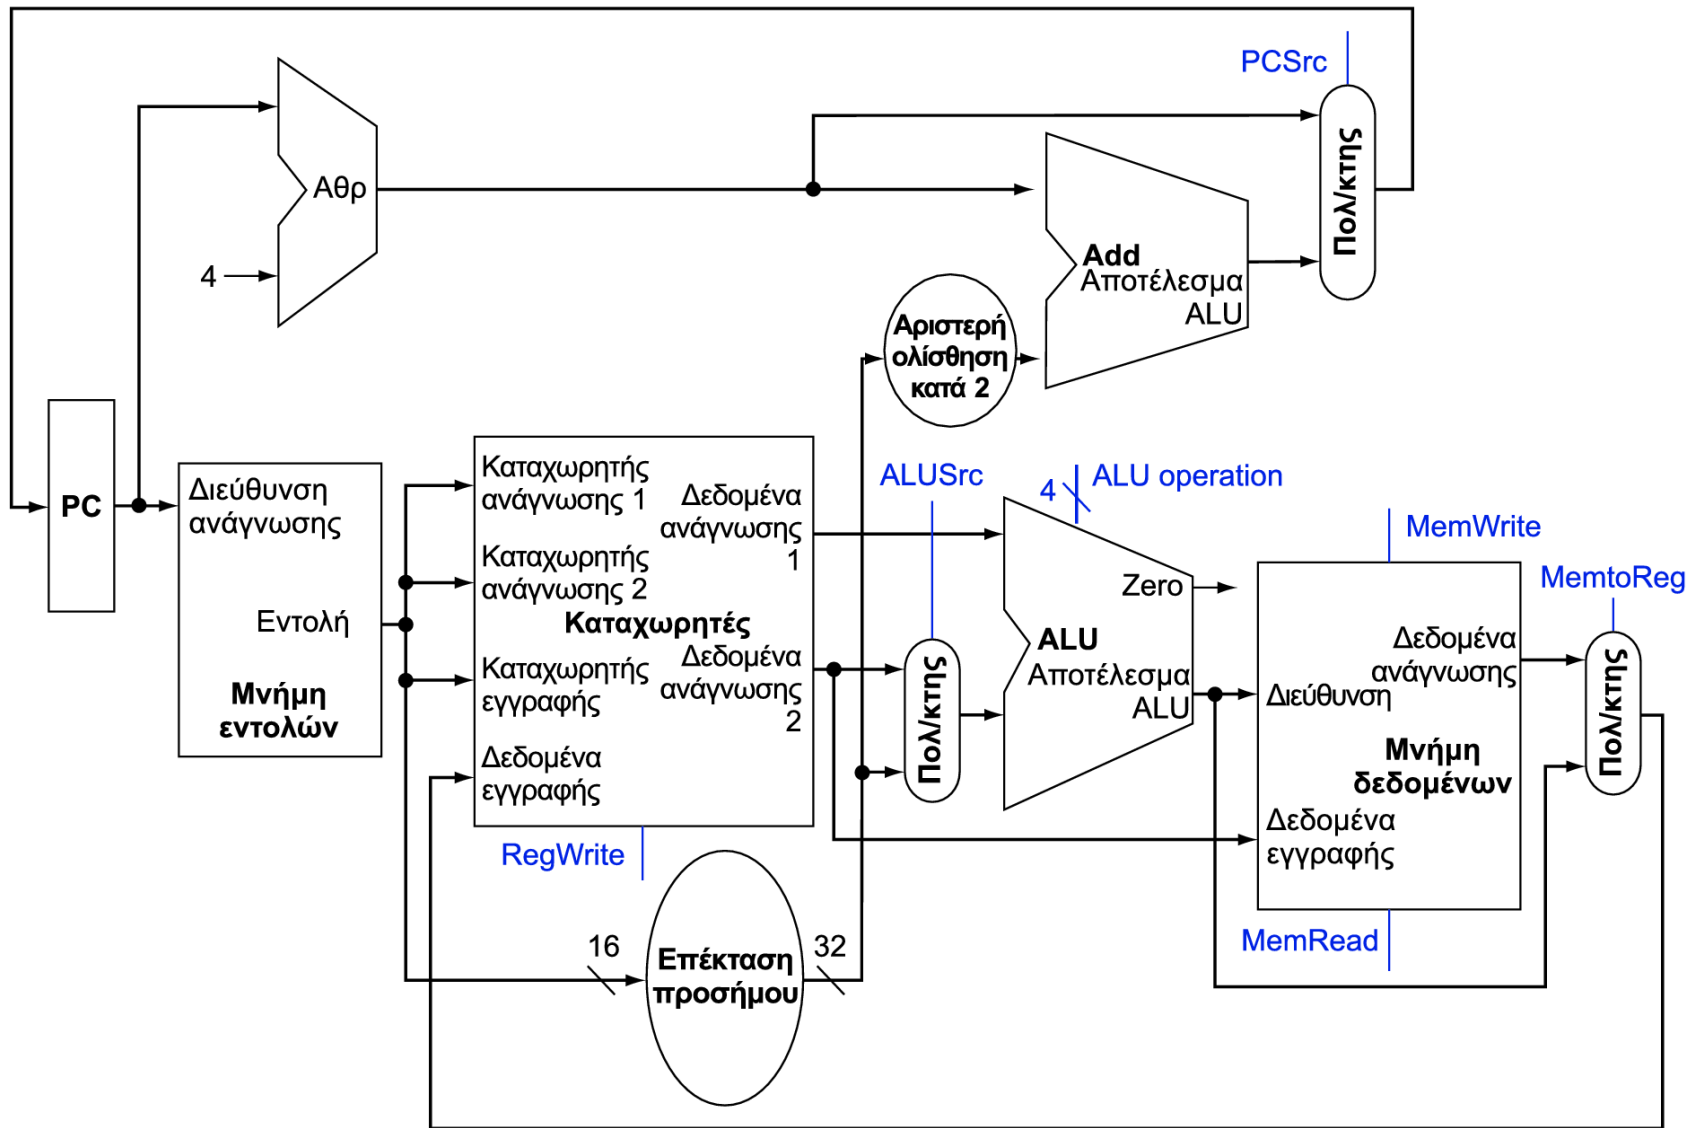 PCSrc
Πολ/κτης
Αθρ
4
Add
Αποτέλεσμα
ALU
Αριστερή
ολίσθηση
κατά 2
PC
Διεύθυνση
ανάγνωσης
Εντολή
Μνήμη
εντολών
Καταχωρητής
ανάγνωσης 1
Καταχωρητής
ανάγνωσης 2
Καταχωρητές
Καταχωρητής
εγγραφής
Δεδομένα
εγγραφής
Δεδομένα
ανάγνωσης
1
Δεδομένα
ανάγνωσης
2
RegWrite
ALUSrc
Πολ/κτης
4
ALU operation
Zero
ALU
Αποτέλεσμα
ALU
MemWrite
Δεδομένα
ανάγνωσης
Διεύθυνση
Μνήμη
δεδομένων
Δεδομένα
εγγραφής
MemRead
MemtoReg
Πολ/κτης
16
Επέκταση
προσήμου
32